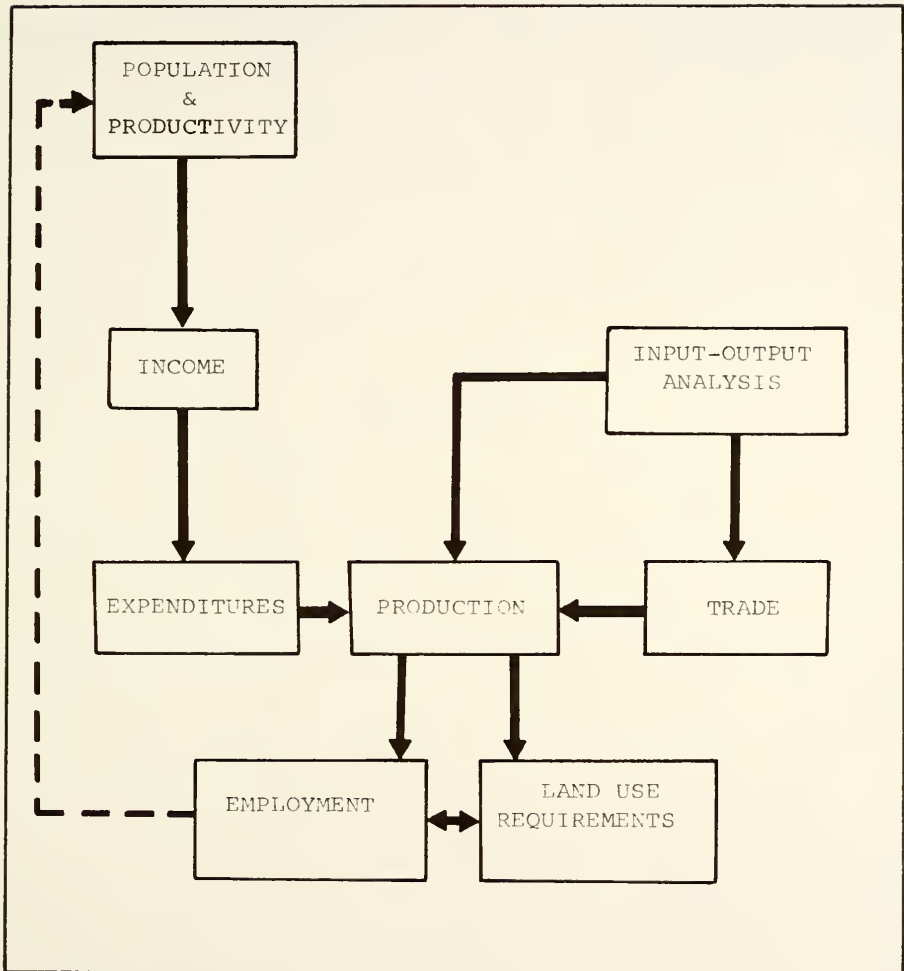 POPULATION
&
PRODUCTIVITY
INCOME
INPUT-OUTPUT
ANALYSIS
EXPENDITURES
PRODUCTION
TRADE
EMPLOYMENT
LAND USE
REQUIREMENTS